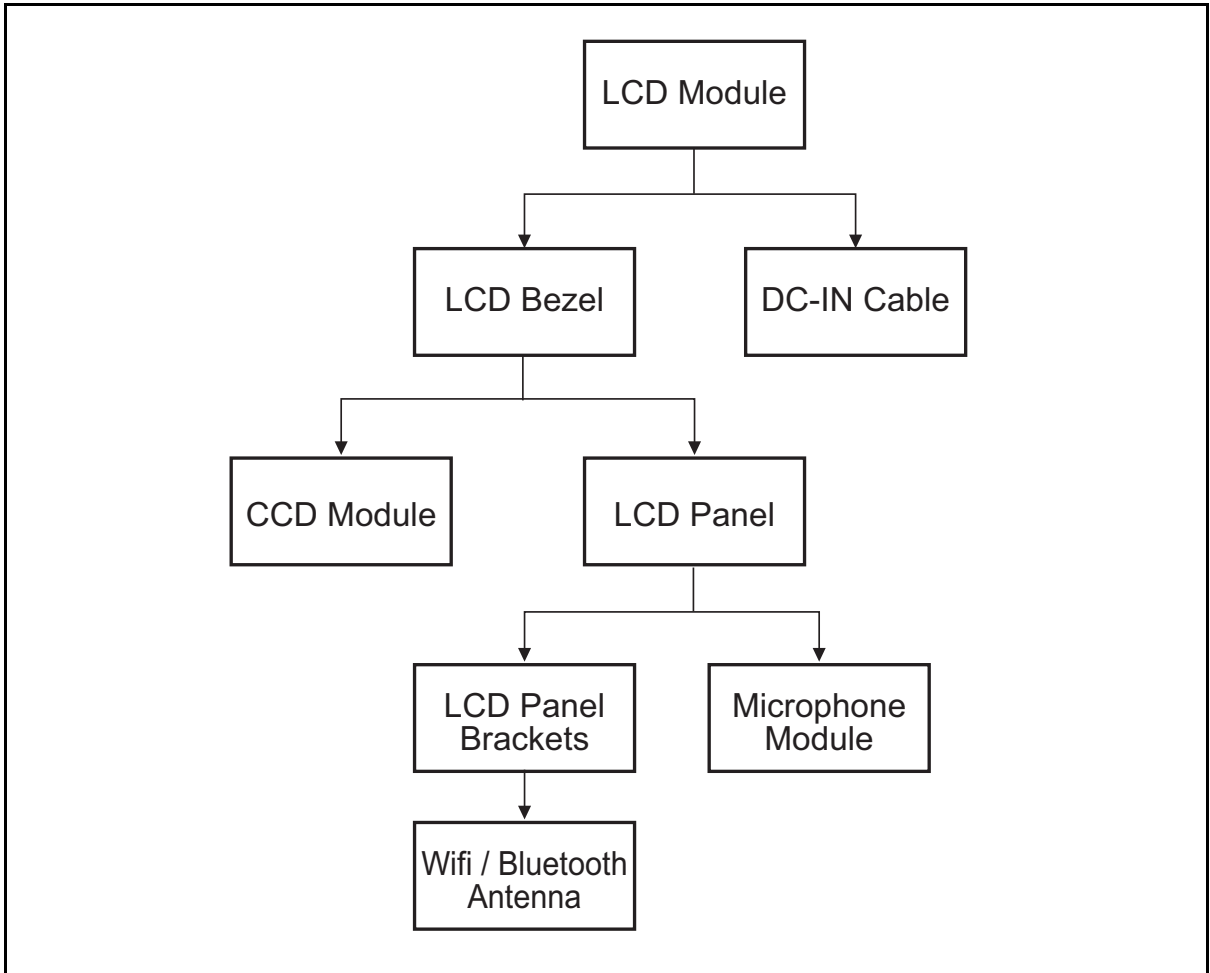 LCD Module
LCD Bezel
DC-IN Cable
CCD Module
LCD Panel
LCD Panel
Brackets
Microphone
Module
Wifi / Bluetooth
Antenna